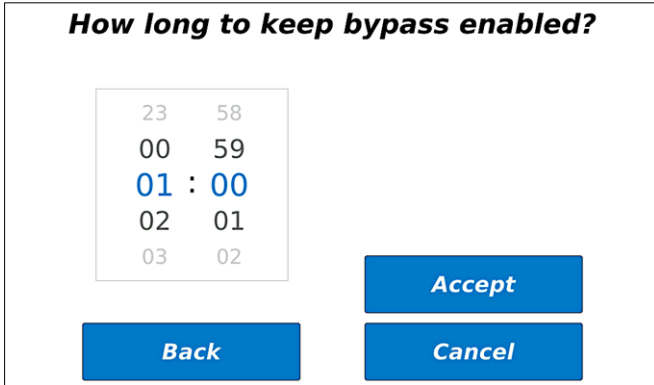 How long to keep bypass enabled?
23 58
00 59
01 : 00
02 01
03 02
Accept
Back
Cancel